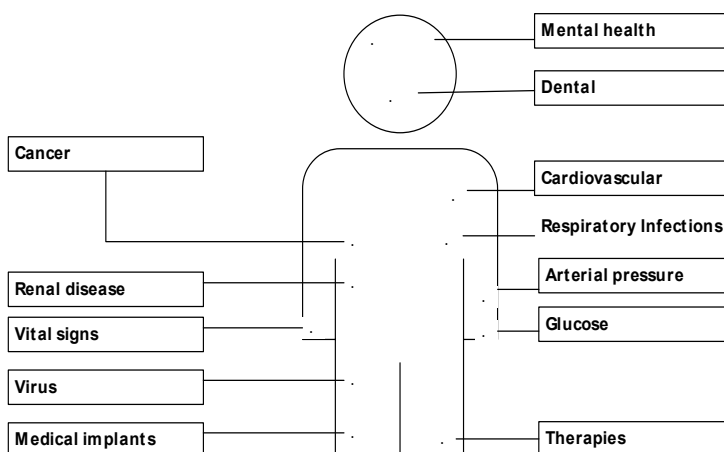 Mental health
Dental
Cancer
Cardiovascular
Respiratory Infections
Renal disease
Arterial pressure
Vital signs
Glucose
Virus
Medical implants
Therapies